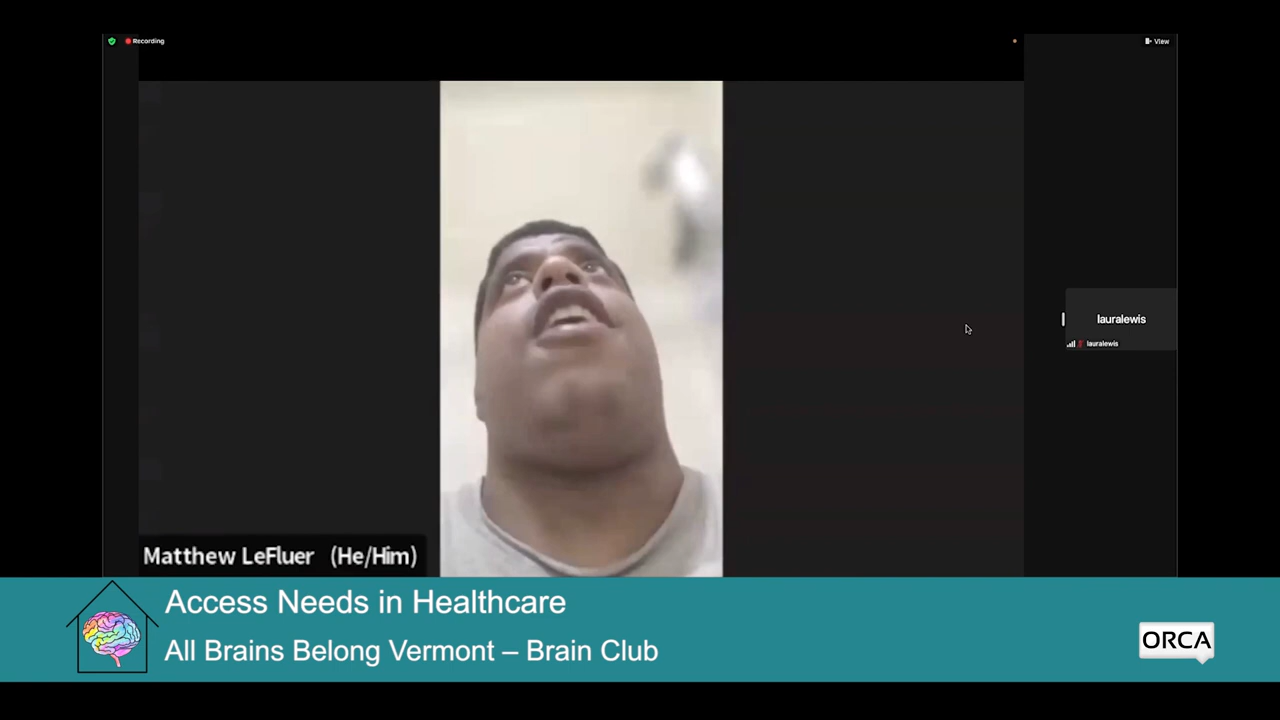 Recording
View
lauralewis
lauralewis
Matthew LeFluer (He/Him)
Access Needs in Healthcare
All Brains Belong Vermont – Brain Club
ORCA